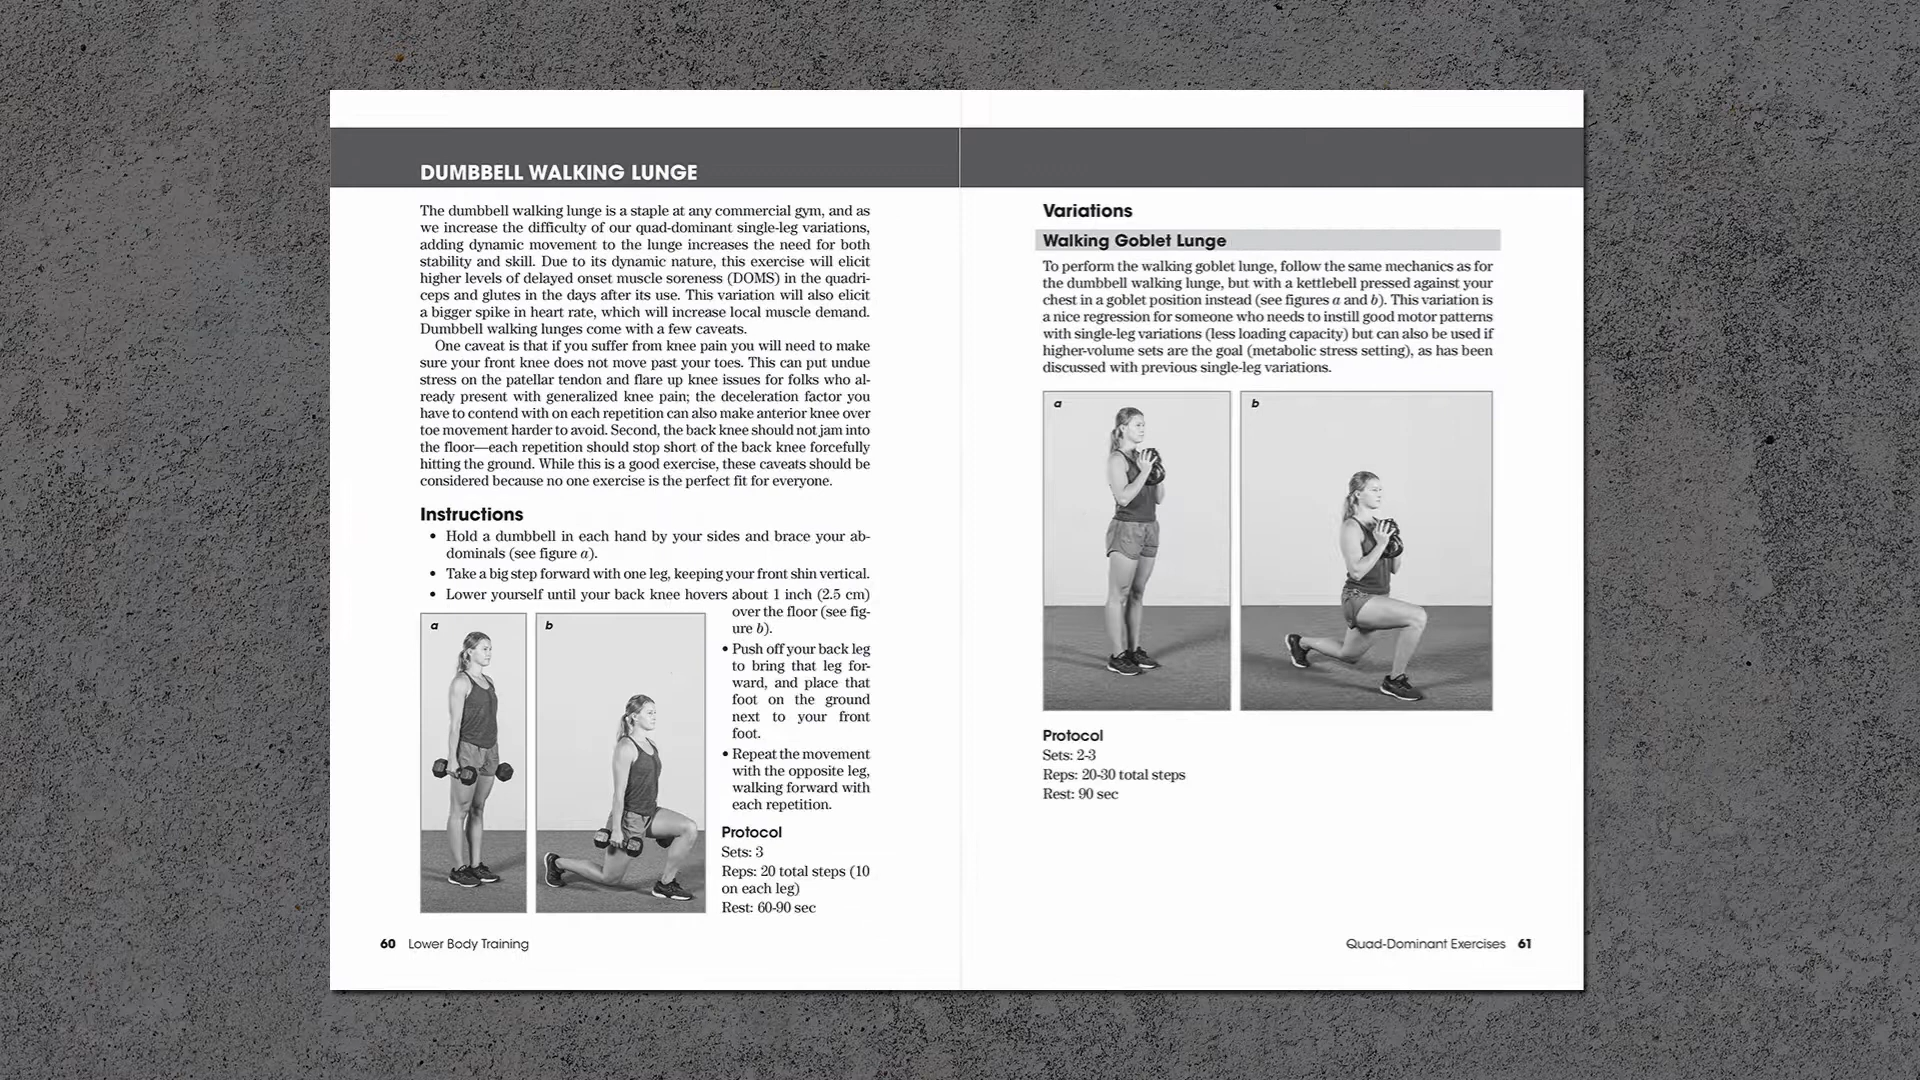 DUMBBELL WALKING LUNGE
The dumbbell walking lunge is a staple at any commercial gym, and as
we increase the difficulty of our quad-dominant single-leg variations,
adding dynamic movement to the lunge increases the need for both
stability and skill. Due to its dynamic nature, this exercise will elicit
higher levels of delayed onset muscle soreness (DOMS) in the quadri-
ceps and glutes in the days after its use. This variation will also elicit
a bigger spike in heart rate, which will increase local muscle demand.
Dumbbell walking lunges come with a few caveats.
One caveat is that if you suffer from knee pain you will need to make
sure your front knee does not move past your toes. This can put undue
stress on the patellar tendon and flare up knee issues for folks who al-
ready present with generalized knee pain; the deceleration factor you
have to contend with on each repetition can also make anterior knee over
toe movement harder to avoid. Second, the back knee should not jam into
the floor—each repetition should stop short of the back knee forcefully
hitting the ground. While this is a good exercise, these caveats should be
considered because no one exercise is the perfect fit for everyone.
Instructions
• Hold a dumbbell in each hand by your sides and brace your ab-
dominals (see figure a).
• Take a big step forward with one leg, keeping your front shin vertical.
• Lower yourself until your back knee hovers about 1 inch (2.5 cm)
over the floor (see fig-
ure b).
• Push off your back leg
to bring that leg for-
ward, and place that
foot on the ground
next to your front
foot.
• Repeat the movement
with the opposite leg,
walking forward with
each repetition.
a
b
Protocol
Sets: 3
Reps: 20 total steps (10
on each leg)
Rest: 60-90 sec
60 Lower Body Training
Variations
Walking Goblet Lunge
To perform the walking goblet lunge, follow the same mechanics as for
the dumbbell walking lunge, but with a kettlebell pressed against your
chest in a goblet position instead (see figures a and b). This variation is
a nice regression for someone who needs to instill good motor patterns
with single-leg variations (less loading capacity) but can also be used if
higher-volume sets are the goal (metabolic stress setting), as has been
discussed with previous single-leg variations.
a
b
Protocol
Sets: 2-3
Reps: 20-30 total steps
Rest: 90 sec
Quad-Dominant Exercises 61